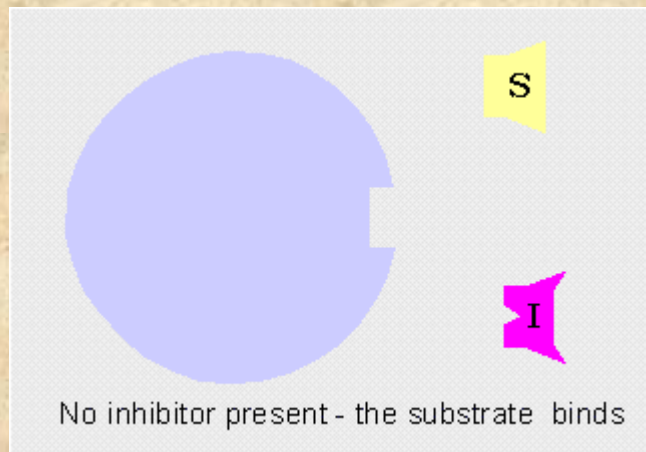 S
I
No inhibitor present - the substrate binds